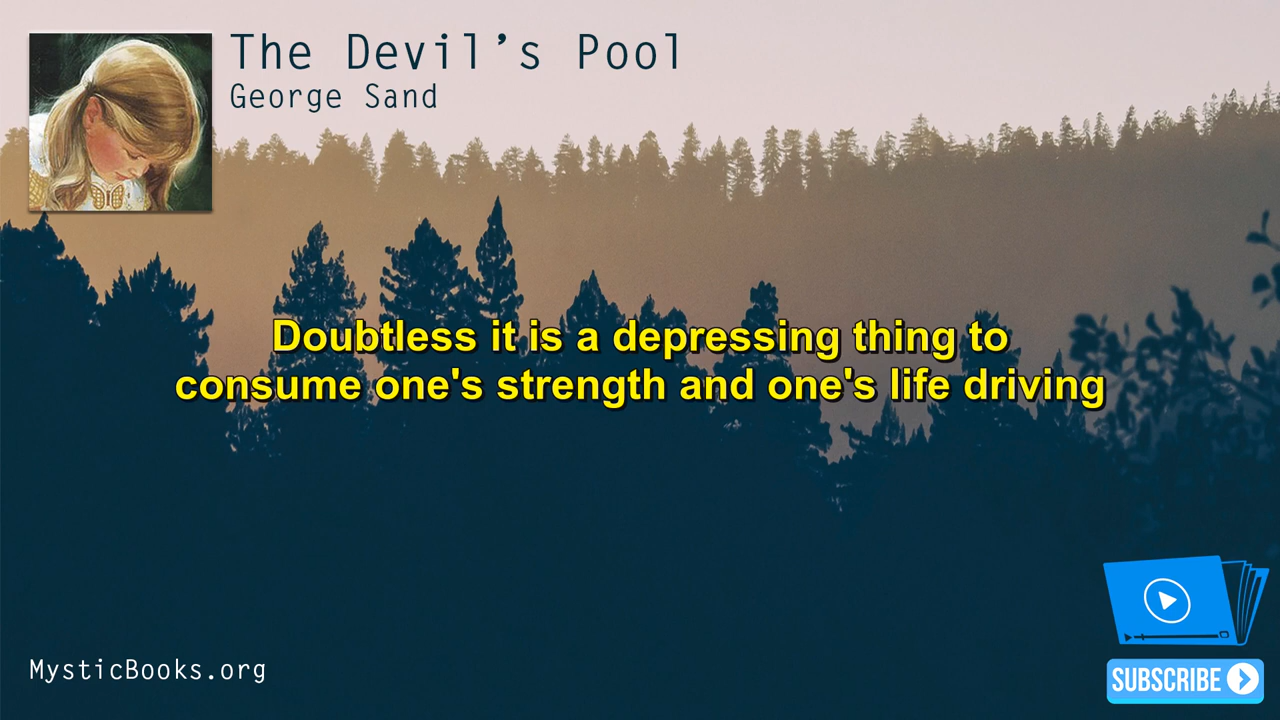 The Devil’s Pool
George Sand
Doubtless it is a depressing thing to
consume one's strength and one's life driving
MysticBooks.org
SUBSCRIBE